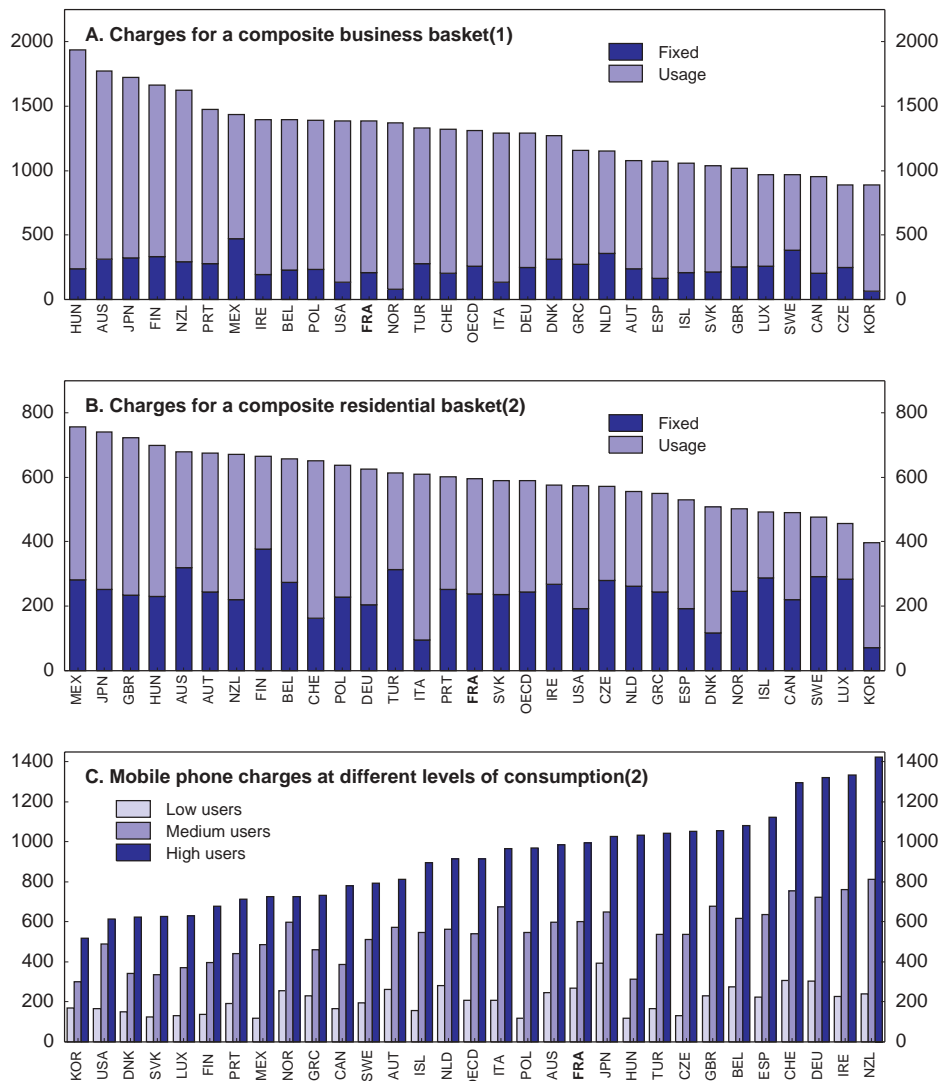 A. Charges for a composite business basket(1)
Fixed
Usage
2000 2000
1500 1500
1000 1000
500 500
0 0
HUN AUS JPN FIN NZL PRT MEX IRE BEL POL USA FRA NOR TUR CHE OECD ITA DEU DNK GRC NLD AUT ESP ISL SVK GBR LUX SWE CAN CZE KOR
B. Charges for a composite residential basket(2)
Fixed
Usage
800 800
600 600
400 400
200 200
0 0
MEX JPN GBR HUN AUS AUT NZL FIN BEL CHE POL DEU TUR ITA PRT FRA SVK OECD IRE USA CZE NLD GRC ESP DNK NOR ISL CAN SWE LUX KOR
C. Mobile phone charges at different levels of consumption(2)
Low users
Medium users
High users
1400 1400
1200 1200
1000 1000
800 800
600 600
400 400
200 200
0 0
KOR USA DNK SVK LUX FIN PRT MEX NOR GRC CAN SWE AUT ISL NLD OECD ITA POL AUS FRA JPN HUN TUR CZE GBR BEL ESP CHE DEU IRE NZL